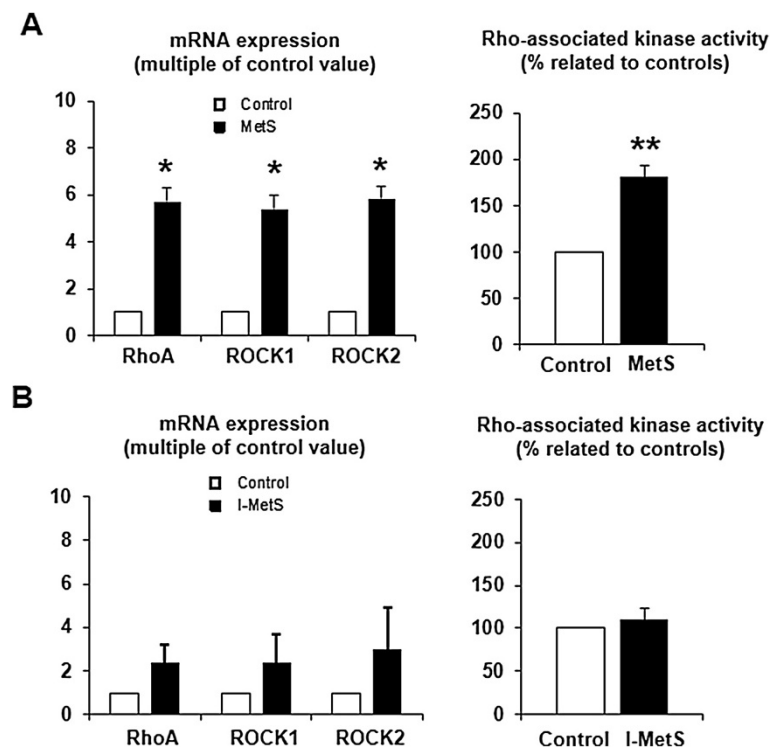 A
mRNA expression
(multiple of control value)
Rho-associated kinase activity
(% related to controls)
10
8
6
4
2
0
Control
MetS
*
*
*
RhoA
ROCK1
ROCK2
250
200
150
100
50
0
**
Control
MetS
B
mRNA expression
(multiple of control value)
Rho-associated kinase activity
(% related to controls)
10
8
6
4
2
0
Control
I-MetS
RhoA
ROCK1
ROCK2
250
200
150
100
50
0
Control
I-MetS